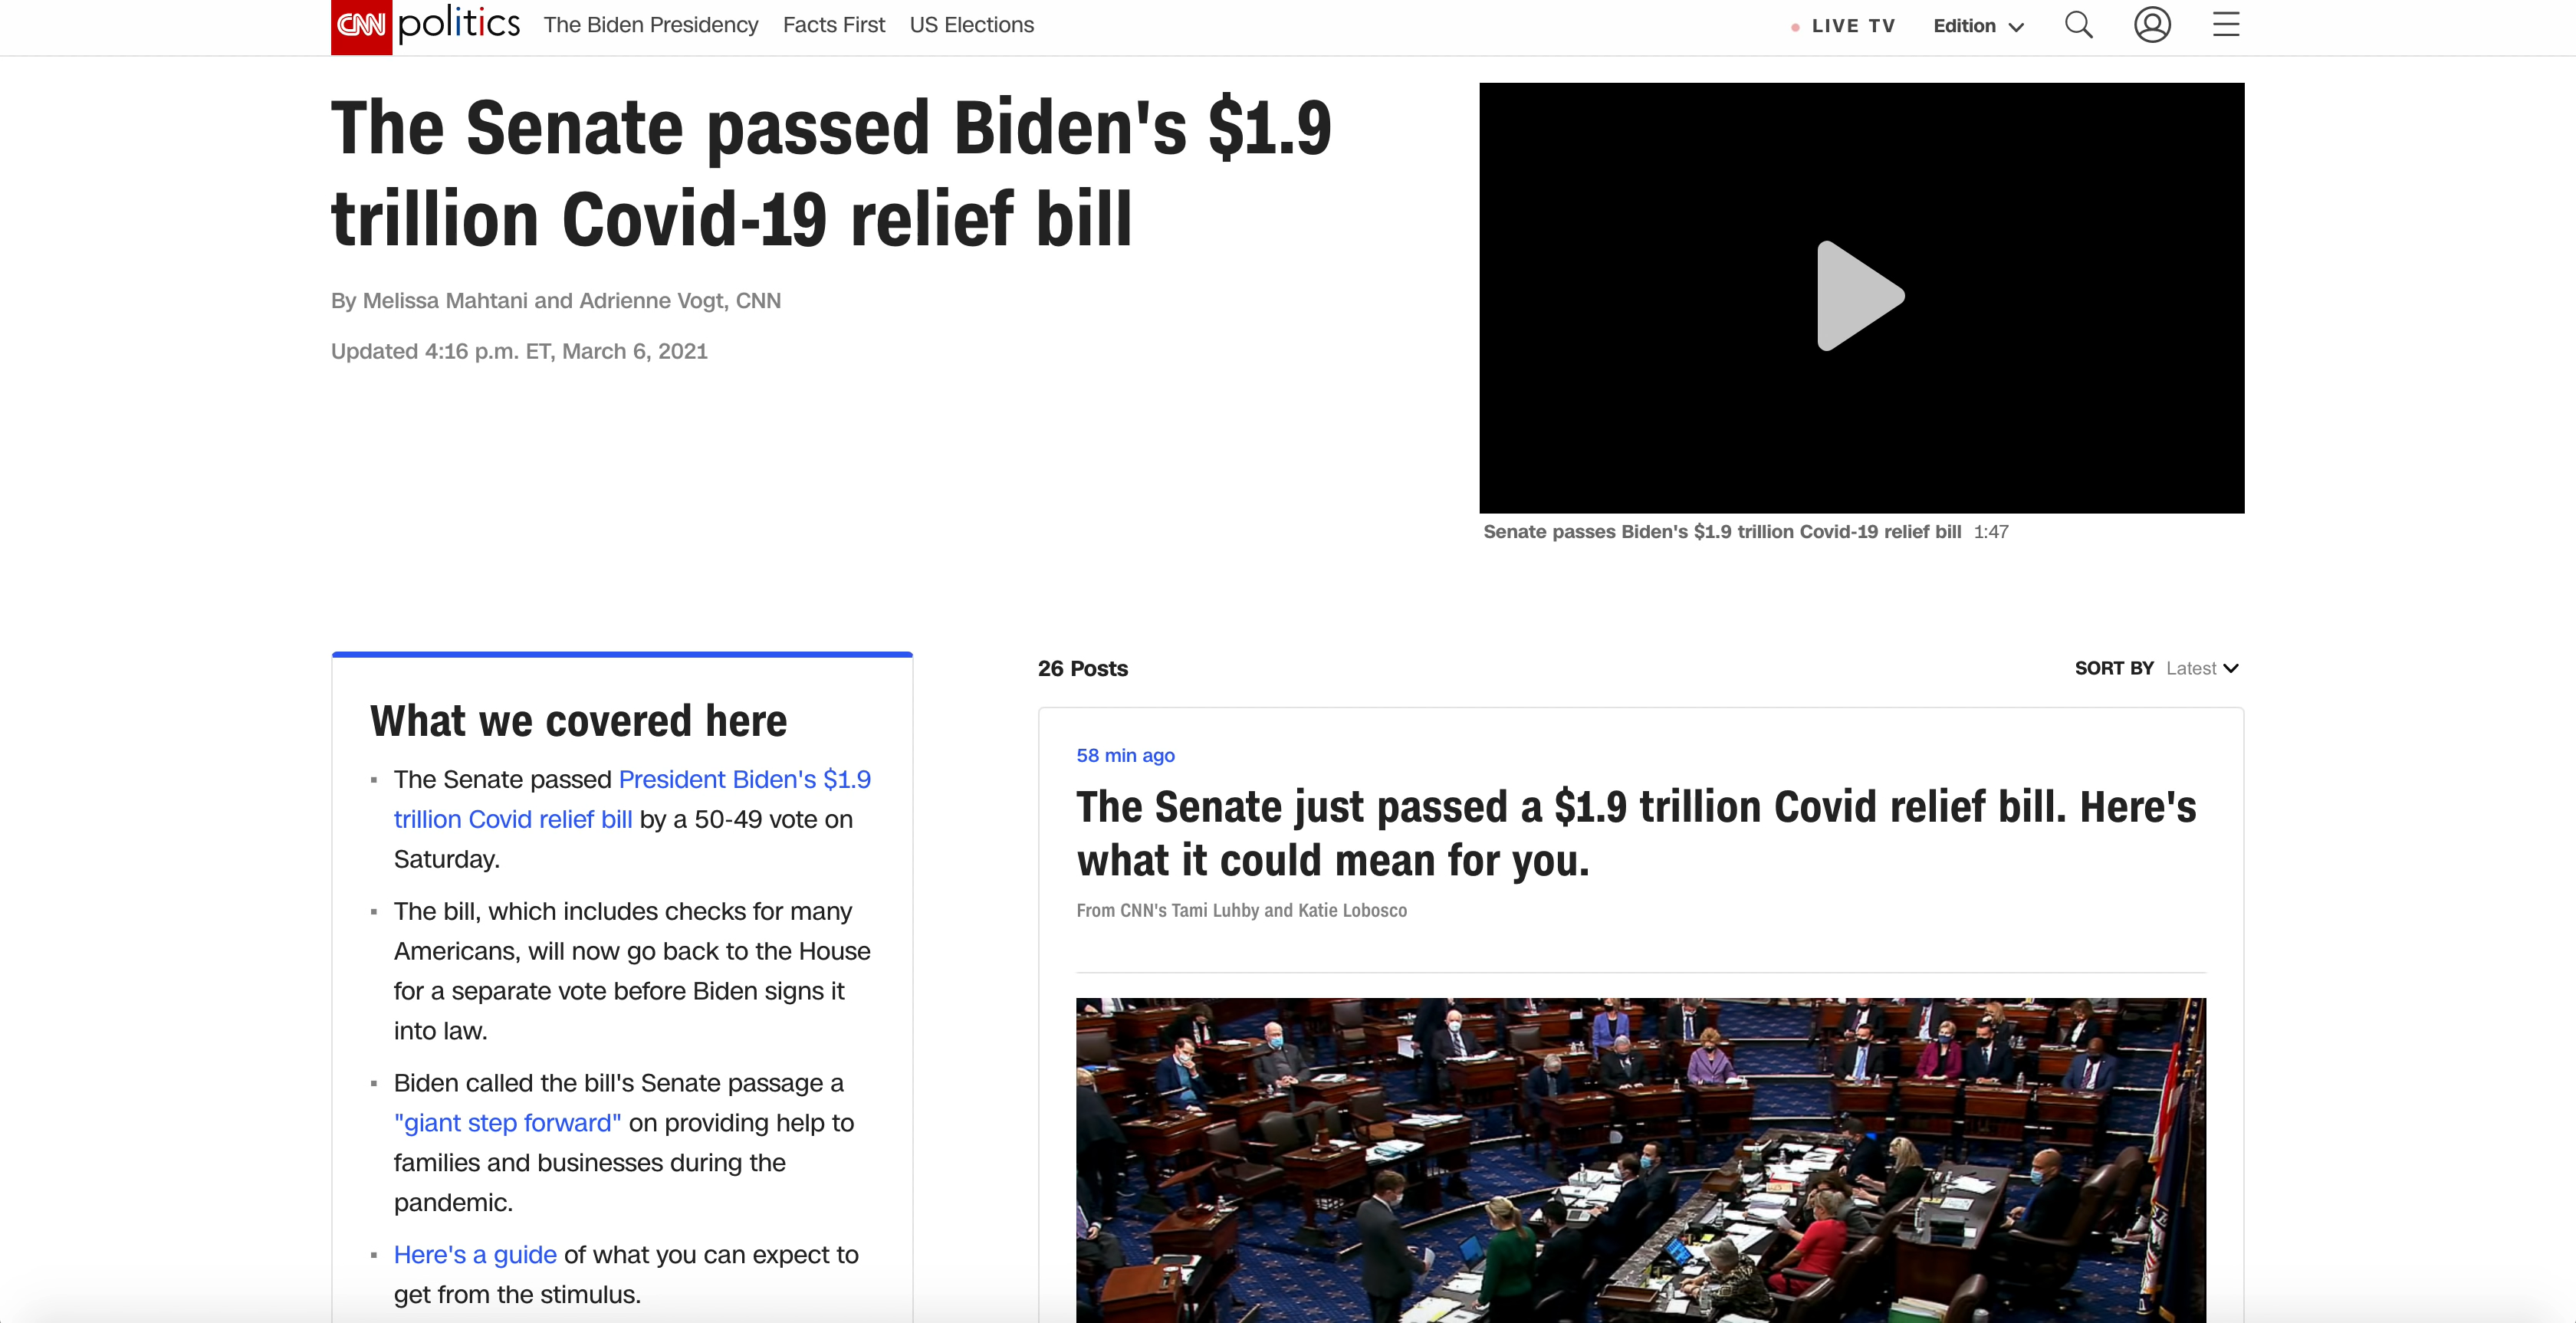 CNN politics The Biden Presidency Facts First US Elections LIVE TV Edition
The Senate passed Biden's $1.9
trillion Covid-19 relief bill
By Melissa Mahtani and Adrienne Vogt, CNN
Updated 4:16 p.m. ET, March 6, 2021
Senate passes Biden's $1.9 trillion Covid-19 relief bill 1:47
What we covered here
▪ The Senate passed President Biden's $1.9
trillion Covid relief bill by a 50-49 vote on
Saturday.
▪ The bill, which includes checks for many
Americans, will now go back to the House
for a separate vote before Biden signs it
into law.
▪ Biden called the bill's Senate passage a
"giant step forward" on providing help to
families and businesses during the
pandemic.
▪ Here's a guide of what you can expect to
get from the stimulus.
26 Posts
SORT BY Latest
58 min ago
The Senate just passed a $1.9 trillion Covid relief bill. Here's
what it could mean for you.
From CNN's Tami Luhby and Katie Lobosco